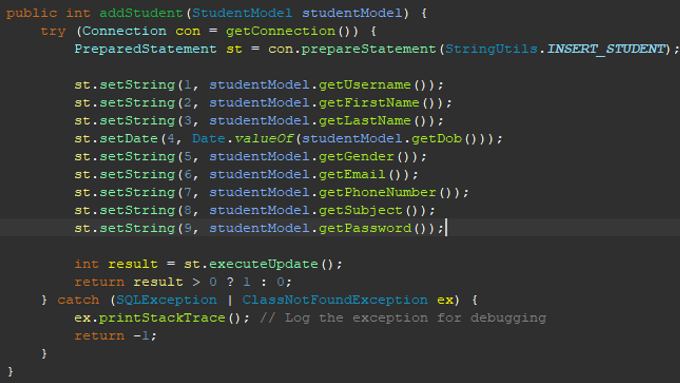 public int addStudent(StudentModel studentModel) {
try (Connection con = getConnection()) {
PreparedStatement st = con.prepareStatement(StringUtils.INSERT_STUDENT);
st.setString(1, studentModel.getUsername());
st.setString(2, studentModel.getFirstName());
st.setString(3, studentModel.getLastName());
st.setDate(4, Date.valueOf(studentModel.getDob()));
st.setString(5, studentModel.getGender());
st.setString(6, studentModel.getEmail());
st.setString(7, studentModel.getPhoneNumber());
st.setString(8, studentModel.getSubject());
st.setString(9, studentModel.getPassword());
int result = st.executeUpdate();
return result > 0 ? 1 : 0;
} catch (SQLException | ClassNotFoundException ex) {
ex.printStackTrace(); // Log the exception for debugging
return -1;
}
}